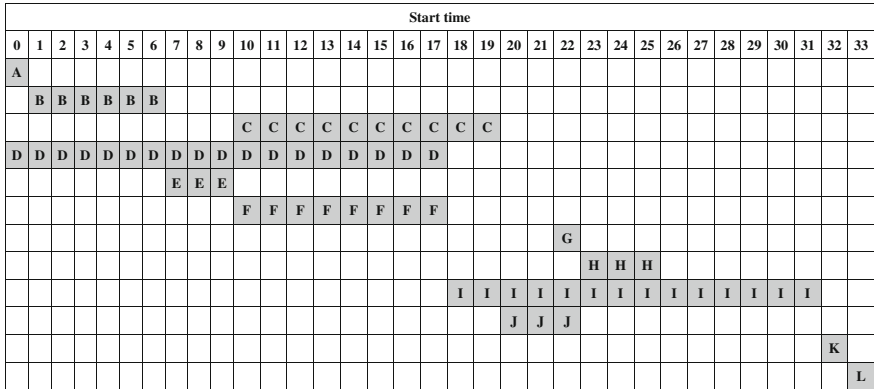 Start time
0 1 2 3 4 5 6 7 8 9 10 11 12 13 14 15 16 17 18 19 20 21 22 23 24 25 26 27 28 29 30 31 32 33
A
B B B B B B
C C C C C C C C C C
D D D D D D D D D D D D D D D D D D
E E E
F F F F F F F F
G
H H H
I I I I I I I I I I I I I I
J J J
K
L